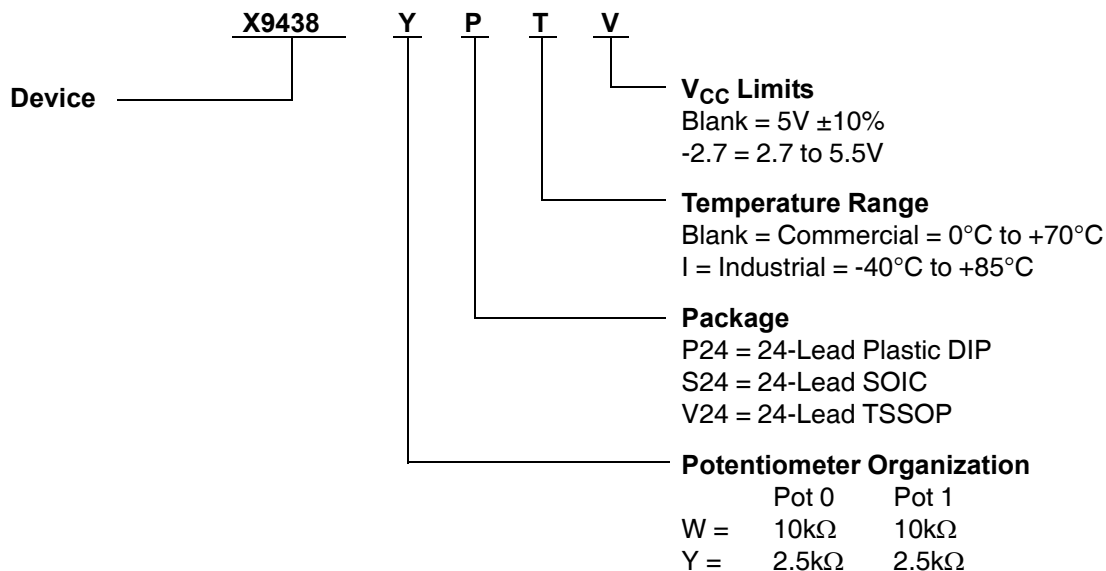 X9438 Y P T V
Device
V_CC Limits
Blank = 5V ±10%
-2.7 = 2.7 to 5.5V
Temperature Range
Blank = Commercial = 0°C to +70°C
I = Industrial = -40°C to +85°C
Package
P24 = 24-Lead Plastic DIP
S24 = 24-Lead SOIC
V24 = 24-Lead TSSOP
Potentiometer Organization
Pot 0 Pot 1
W = 10kΩ 10kΩ
Y = 2.5kΩ 2.5kΩ